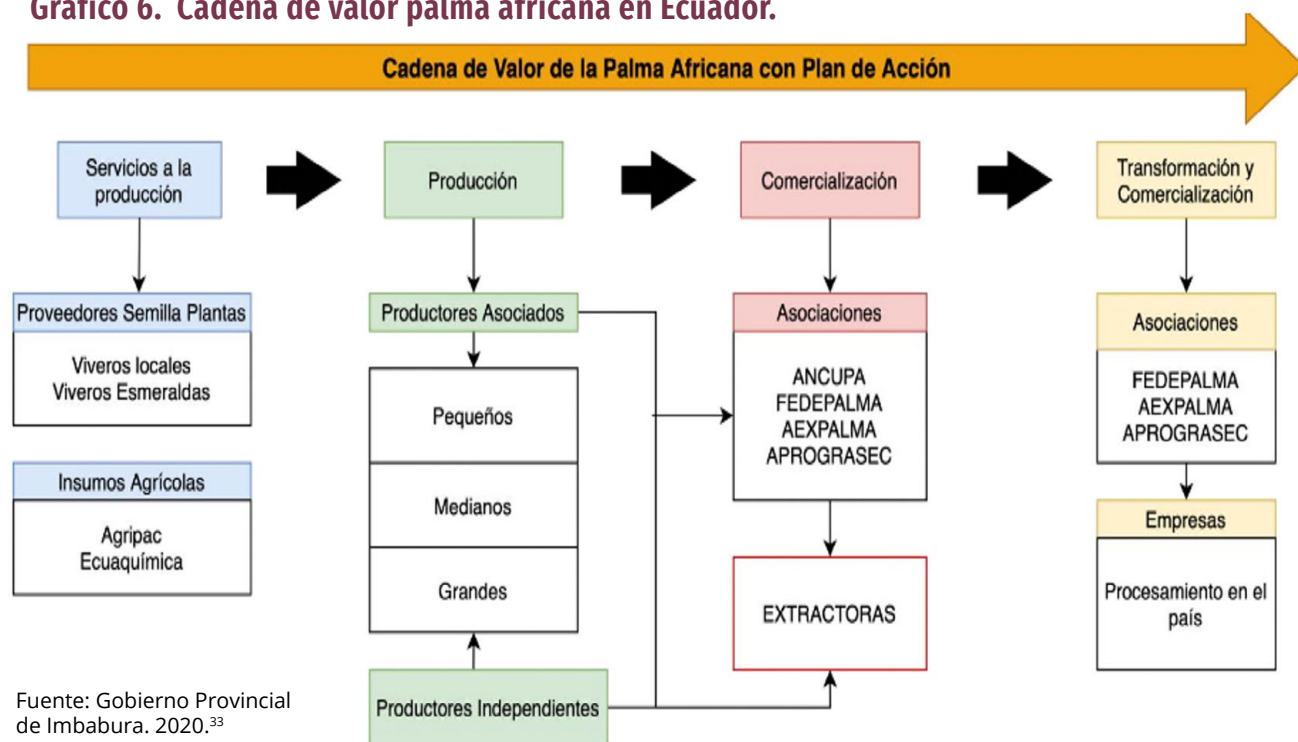 Gráfico 6. Cadena de valor palma africana en Ecuador.
Cadena de Valor de la Palma Africana con Plan de Acción
Servicios a la
producción
Proveedores Semilla Plantas
Viveros locales
Viveros Esmeraldas
Insumos Agrícolas
Agripac
Ecuaquímica
Producción
Productores Asociados
Pequeños
Medianos
Grandes
Productores Independientes
Comercialización
Asociaciones
ANCUPA
FEDEPALMA
AEXPALMA
APROGRASEC
EXTRACTORAS
Transformación y
Comercialización
Asociaciones
FEDEPALMA
AEXPALMA
APROGRASEC
Empresas
Procesamiento en el
país
Fuente: Gobierno Provincial
de Imbabura. 2020.³³